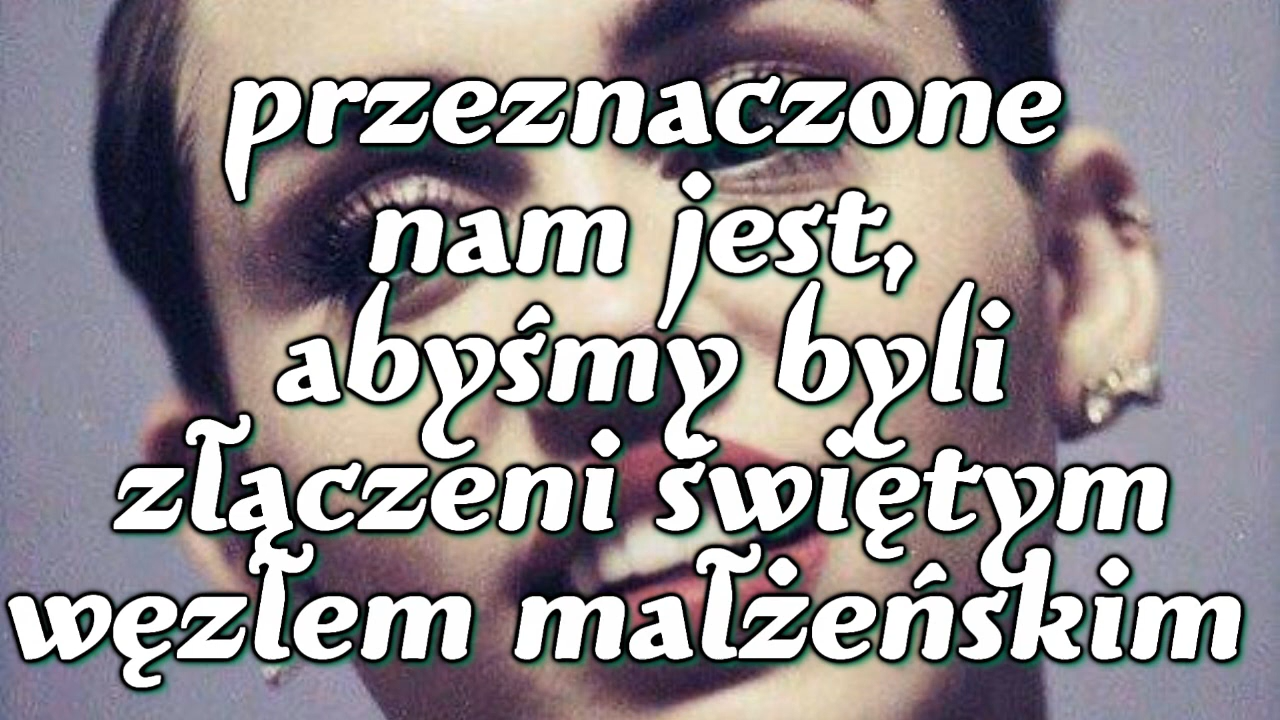 przeznaczone
nam jest,
abyśmy byli
złączeni świętym
węzłem małżeńskim